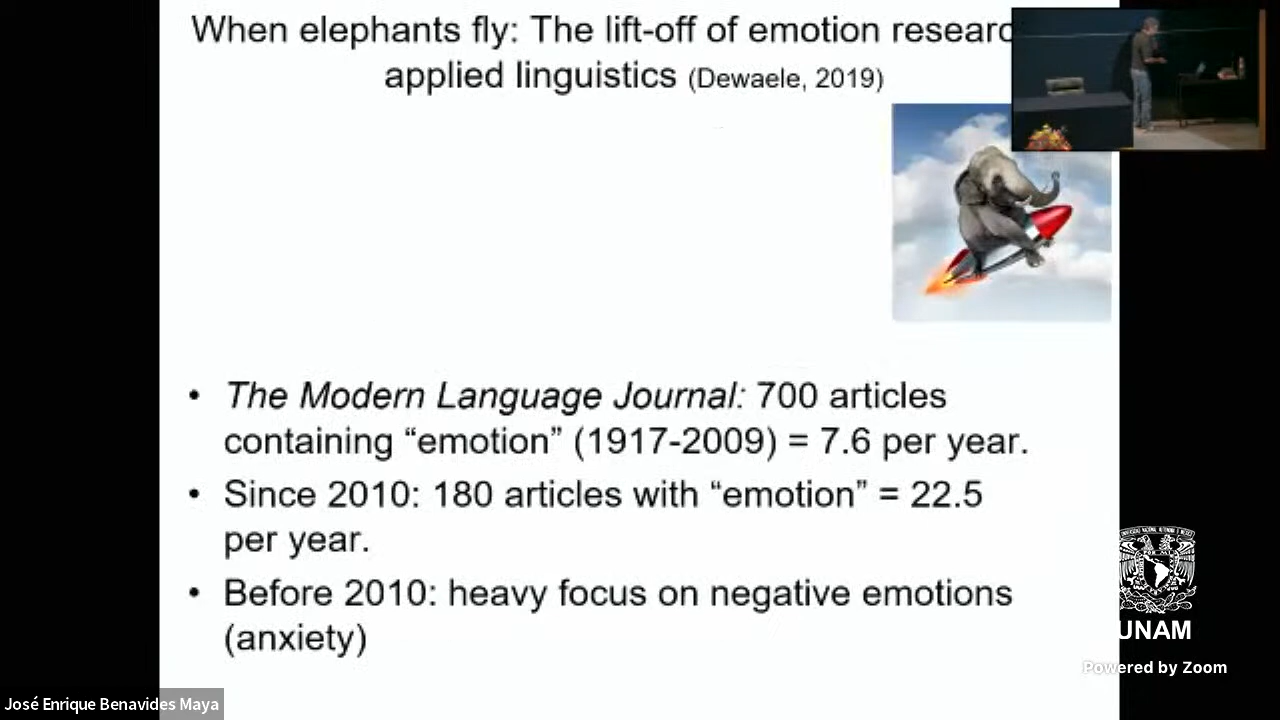 When elephants fly: The lift-off of emotion researc
applied linguistics (Dewaele, 2019)
• The Modern Language Journal: 700 articles
containing “emotion” (1917-2009) = 7.6 per year.
• Since 2010: 180 articles with “emotion” = 22.5
per year.
• Before 2010: heavy focus on negative emotions
(anxiety)
UNAM
Powered by Zoom
José Enrique Benavides Maya